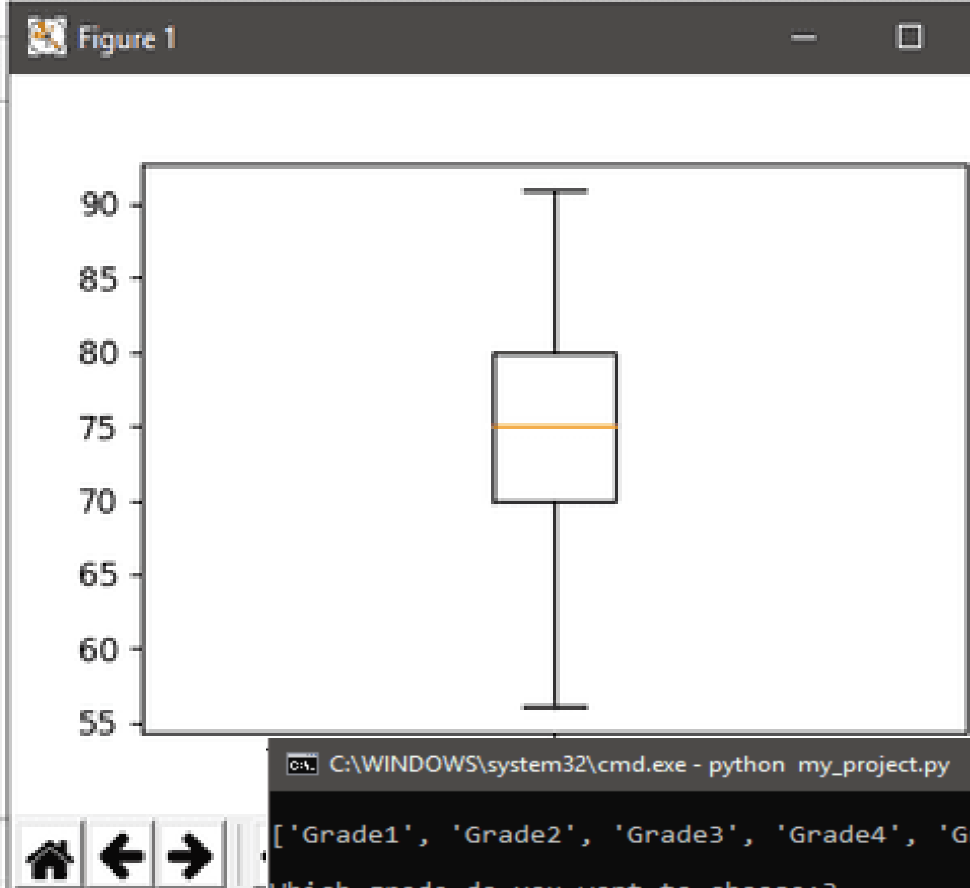 Figure 1
90
85
80
75
70
65
60
55
C:\WINDOWS\system32\cmd.exe - python  my_project.py
['Grade1', 'Grade2', 'Grade3', 'Grade4', 'G